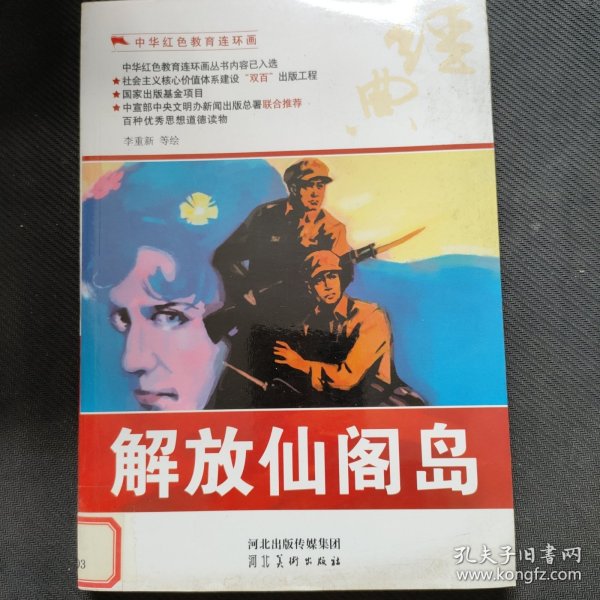 中华红色教育连环画
中华红色教育连环画丛书内容已入选
★社会主义核心价值体系建设“双百”出版工程
★国家出版基金项目
★中宣部中央文明办新闻出版总署联合推荐
百种优秀思想道德读物
李重新 等绘
经典
解放仙阁岛
河北出版传媒集团
河北美术出版社
03
孔夫子旧书网
www.kongfz.com